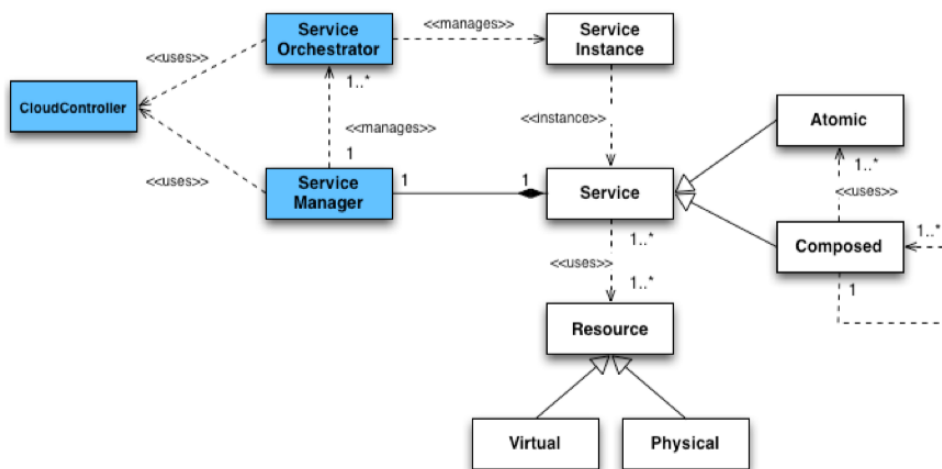 Service
Orchestrator
<<manages>>
Service
Instance
<<uses>>
1..*
CloudController
<<manages>>
<<instance>>
Atomic
1
1..*
<<uses>>
<<uses>>
Service
Manager
1
1
Service
1..*
Composed
1..*
<<uses>>
1
1..*
Resource
Virtual
Physical